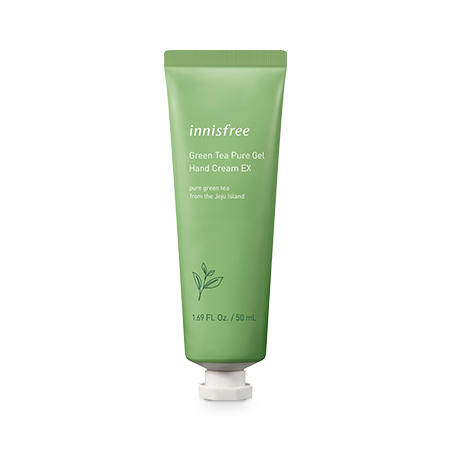 innisfree
Green Tea Pure Gel
Hand Cream EX
pure green tea
from the Jeju Island
1.69 Fl. Oz. / 50 mL